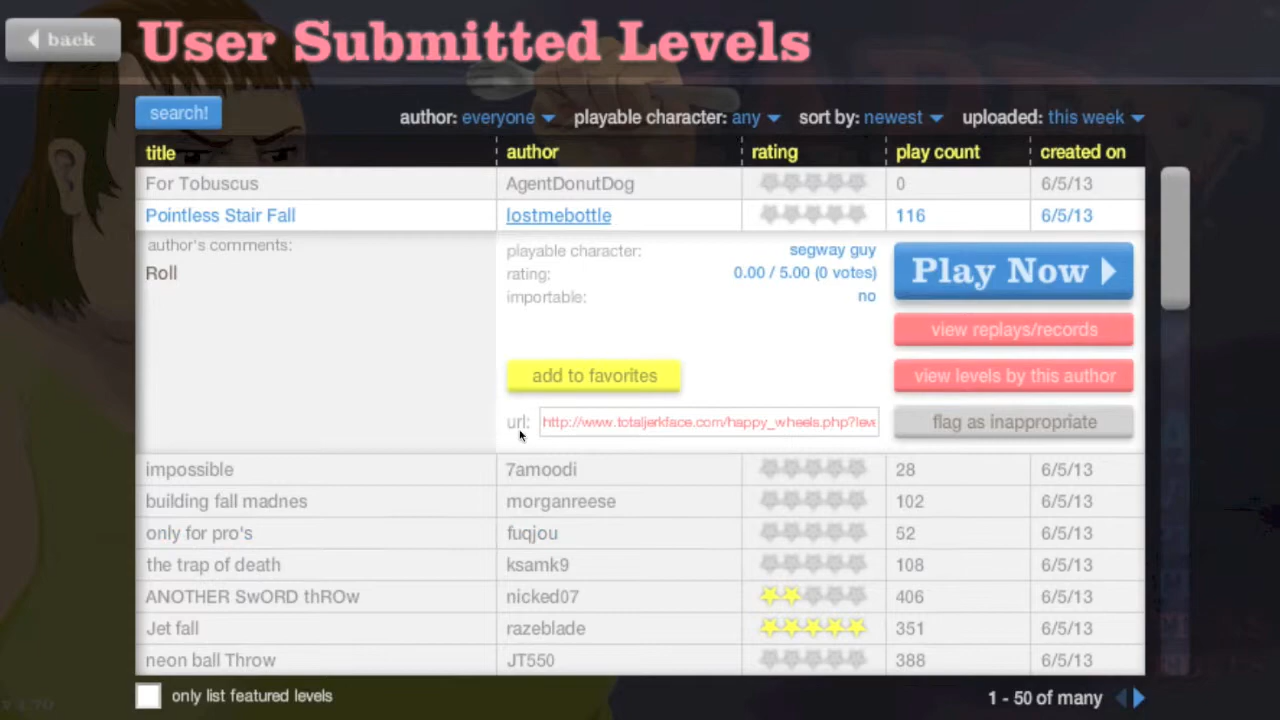 back
User Submitted Levels
search!
author: everyone playable character: any sort by: newest uploaded: this week
title author rating play count created on
For Tobuscus AgentDonutDog 0 6/5/13
Pointless Stair Fall lostmebottle 116 6/5/13
author's comments:
Roll
playable character: segway guy
rating: 0.00 / 5.00 (0 votes)
importable: no
Play Now
view replays/records
add to favorites
view levels by this author
url: http://www.totaljerkface.com/happy_wheels.php?leve
flag as inappropriate
impossible 7amoodi 28 6/5/13
building fall madnes morganreese 102 6/5/13
only for pro's fuqjou 52 6/5/13
the trap of death ksamk9 108 6/5/13
ANOTHER SwORD thROw nicked07 406 6/5/13
Jet fall razeblade 351 6/5/13
neon ball Throw JT550 388 6/5/13
only list featured levels
1 - 50 of many